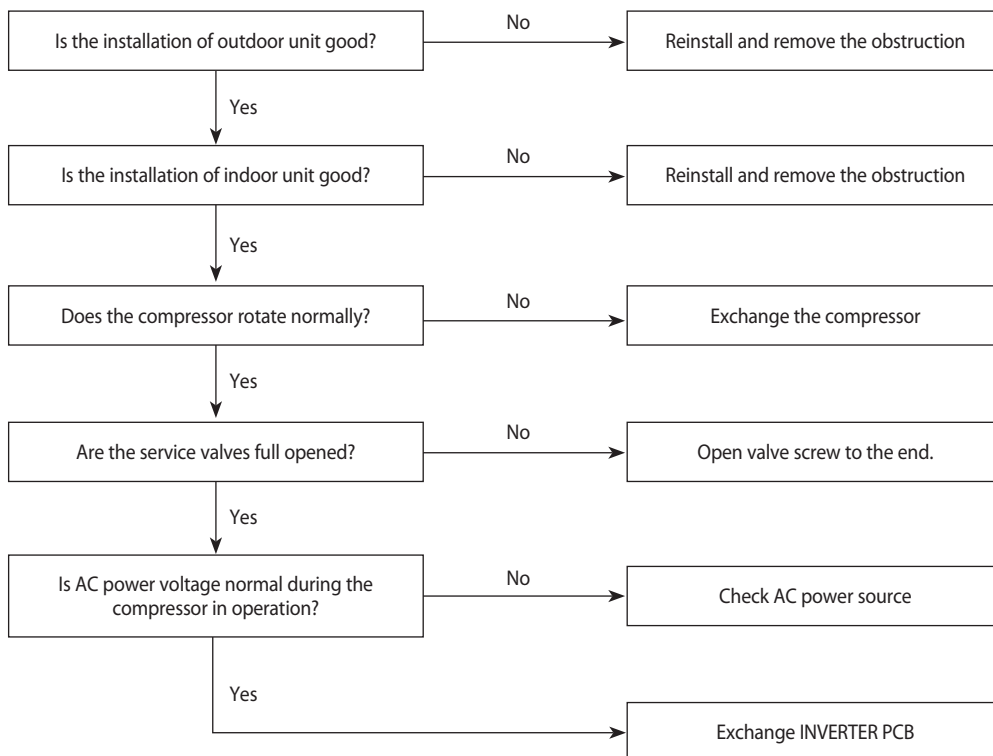 Is the installation of outdoor unit good?
No
Reinstall and remove the obstruction
Yes
Is the installation of indoor unit good?
No
Reinstall and remove the obstruction
Yes
Does the compressor rotate normally?
No
Exchange the compressor
Yes
Are the service valves full opened?
No
Open valve screw to the end.
Yes
Is AC power voltage normal during the
compressor in operation?
No
Check AC power source
Yes
Exchange INVERTER PCB